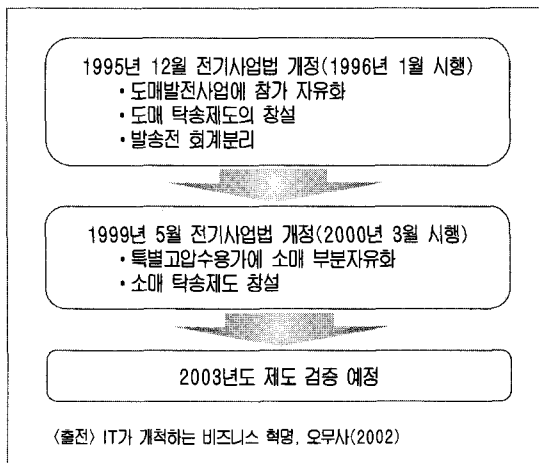 1995년 12월 전기사업법 개정(1996년 1월 시행)
· 도매발전사업에 참가 자유화
· 도매 탁송제도의 창설
· 발송전 회계분리
1999년 5월 전기사업법 개정(2000년 3월 시행)
· 특별고압수용가에 소매 부분자유화
· 소매 탁송제도 창설
2003년도 제도 검증 예정
〈출전〉 IT가 개척하는 비즈니스 혁명, 오무사(2002)